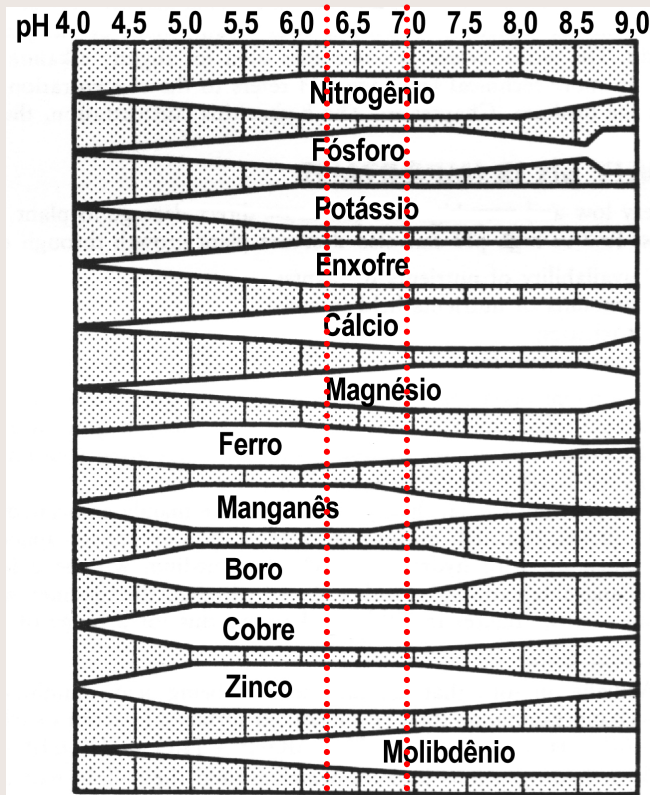 pH 4,0 4,5 5,0 5,5 6,0 6,5 7,0 7,5 8,0 8,5 9,0
Nitrogênio
Fósforo
Potássio
Enxofre
Cálcio
Magnésio
Ferro
Manganês
Boro
Cobre
Zinco
Molibdênio